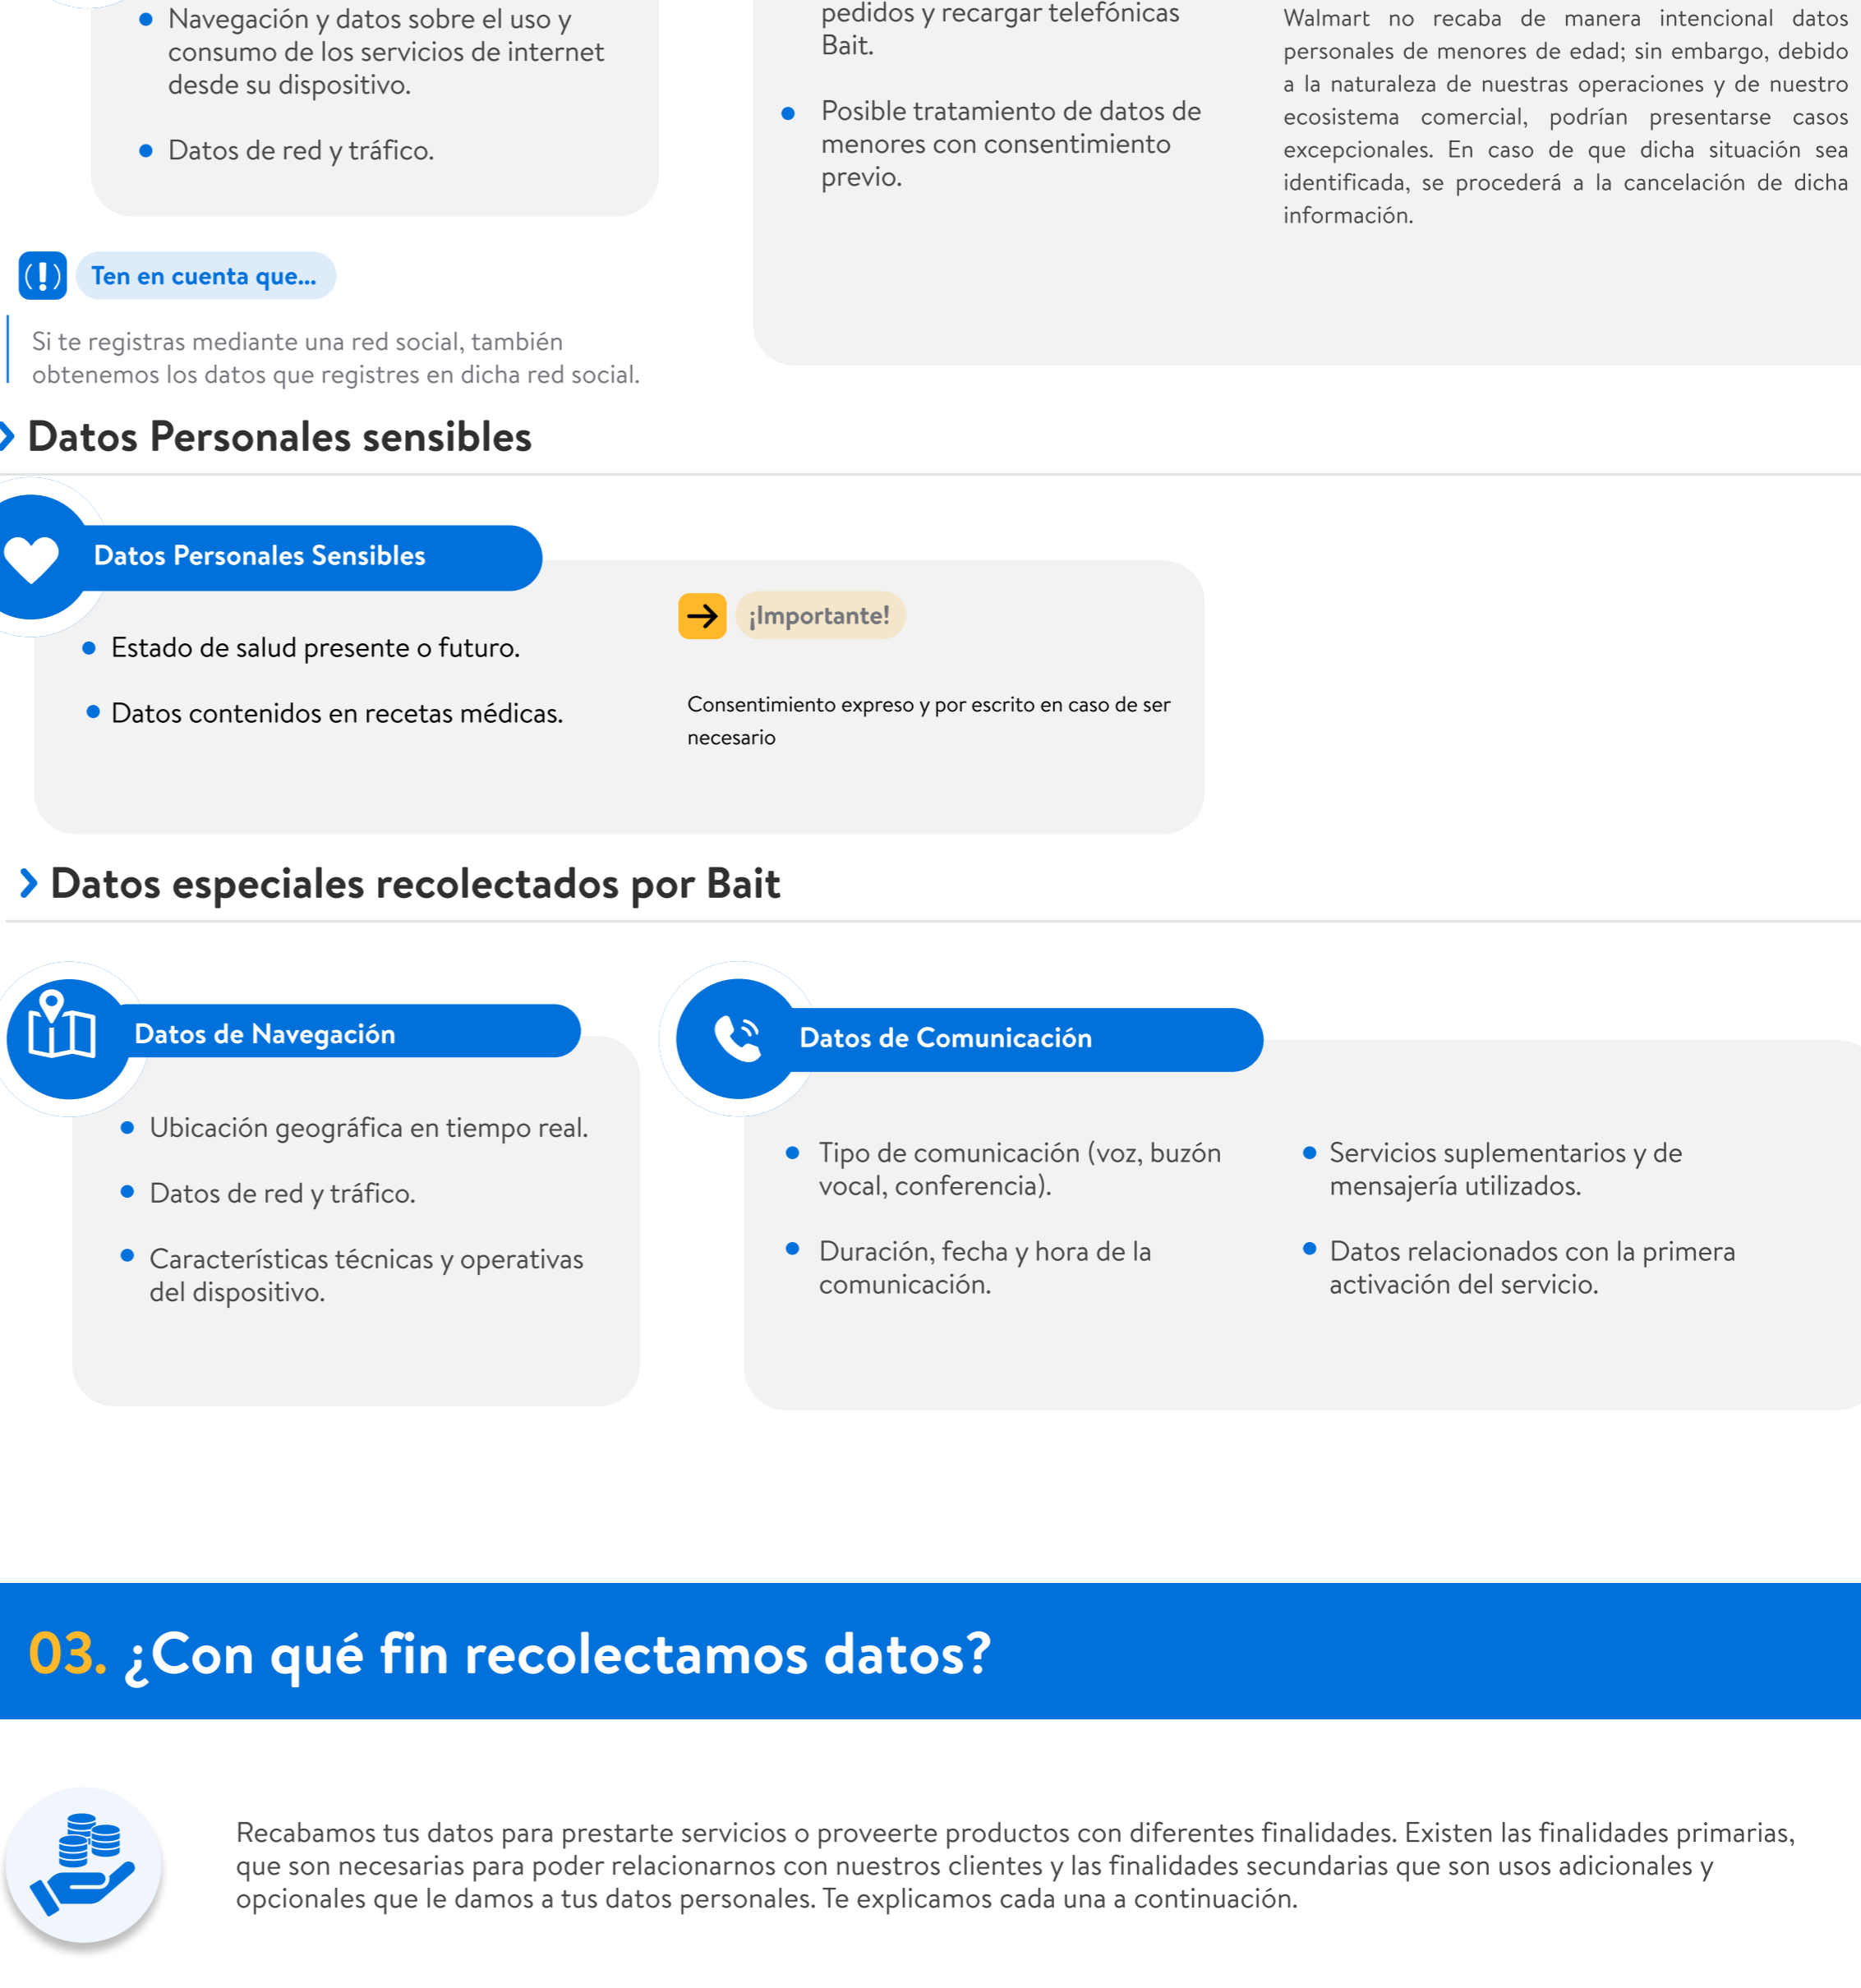 Navegación y datos sobre el uso y
consumo de los servicios de internet
desde su dispositivo.
Datos de red y tráfico.
pedidos y recargar telefónicas
Bait.
Posible tratamiento de datos de
menores con consentimiento
previo.
Walmart no recaba de manera intencional datos
personales de menores de edad; sin embargo, debido
a la naturaleza de nuestras operaciones y de nuestro
ecosistema comercial, podrían presentarse casos
excepcionales. En caso de que dicha situación sea
identificada, se procederá a la cancelación de dicha
información.
(!) Ten en cuenta que...
Si te registras mediante una red social, también
obtenemos los datos que registres en dicha red social.
Datos Personales sensibles
Datos Personales Sensibles
Estado de salud presente o futuro.
Datos contenidos en recetas médicas.
¡Importante!
Consentimiento expreso y por escrito en caso de ser
necesario
Datos especiales recolectados por Bait
Datos de Navegación
Ubicación geográfica en tiempo real.
Datos de red y tráfico.
Características técnicas y operativas
del dispositivo.
Datos de Comunicación
Tipo de comunicación (voz, buzón
vocal, conferencia).
Duración, fecha y hora de la
comunicación.
Servicios suplementarios y de
mensajería utilizados.
Datos relacionados con la primera
activación del servicio.
03. ¿Con qué fin recolectamos datos?
Recabamos tus datos para prestarte servicios o proveerte productos con diferentes finalidades. Existen las finalidades primarias,
que son necesarias para poder relacionarnos con nuestros clientes y las finalidades secundarias que son usos adicionales y
opcionales que le damos a tus datos personales. Te explicamos cada una a continuación.